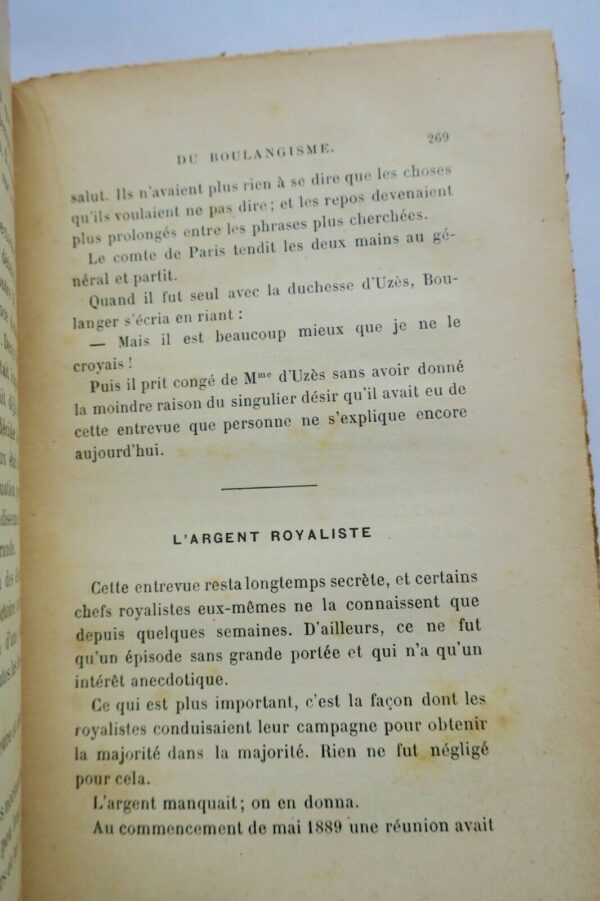 DU BOULANGISME. 269
salut. Ils n'avaient plus rien à se dire que les choses
qu'ils voulaient ne pas dire; et les repos devenaient
plus prolongés entre les phrases plus cherchées.
Le comte de Paris tendit les deux mains au gé-
néral et partit.
Quand il fut seul avec la duchesse d'Uzès, Bou-
langer s'écria en riant :
— Mais il est beaucoup mieux que je ne le
croyais !
Puis il prit congé de Mme d'Uzès sans avoir donné
la moindre raison du singulier désir qu'il avait eu de
cette entrevue que personne ne s'explique encore
aujourd'hui.
L'ARGENT ROYALISTE
Cette entrevue resta longtemps secrète, et certains
chefs royalistes eux-mêmes ne la connaissent que
depuis quelques semaines. D'ailleurs, ce ne fut
qu'un épisode sans grande portée et qui n'a qu'un
intérêt anecdotique.
Ce qui est plus important, c'est la façon dont les
royalistes conduisaient leur campagne pour obtenir
la majorité dans la majorité. Rien ne fut négligé
pour cela.
L'argent manquait; on en donna.
Au commencement de mai 1889 une réunion avait